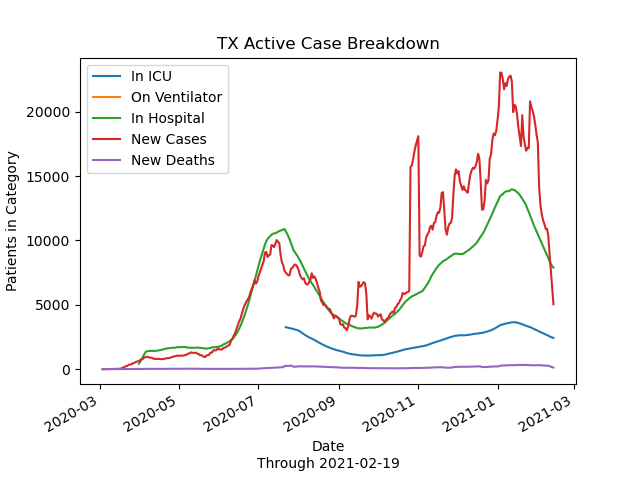 TX Active Case Breakdown
In ICU
On Ventilator
In Hospital
New Cases
New Deaths
Patients in Category
20000
15000
10000
5000
0
2020-03
2020-05
2020-07
2020-09
2020-11
2021-01
2021-03
Date
Through 2021-02-19